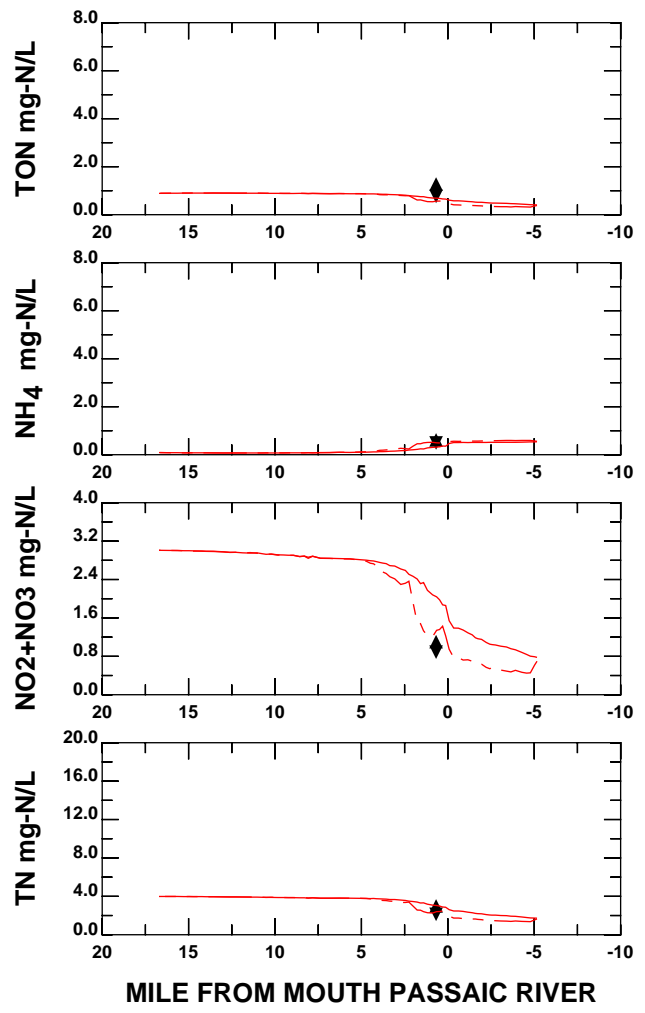 TON mg-N/L
8.0
6.0
4.0
2.0
0.0
20 15 10 5 0 -5 -10
NH4 mg-N/L
8.0
6.0
4.0
2.0
0.0
20 15 10 5 0 -5 -10
NO2+NO3 mg-N/L
4.0
3.2
2.4
1.6
0.8
0.0
20 15 10 5 0 -5 -10
TN mg-N/L
20.0
16.0
12.0
8.0
4.0
0.0
20 15 10 5 0 -5 -10
MILE FROM MOUTH PASSAIC RIVER